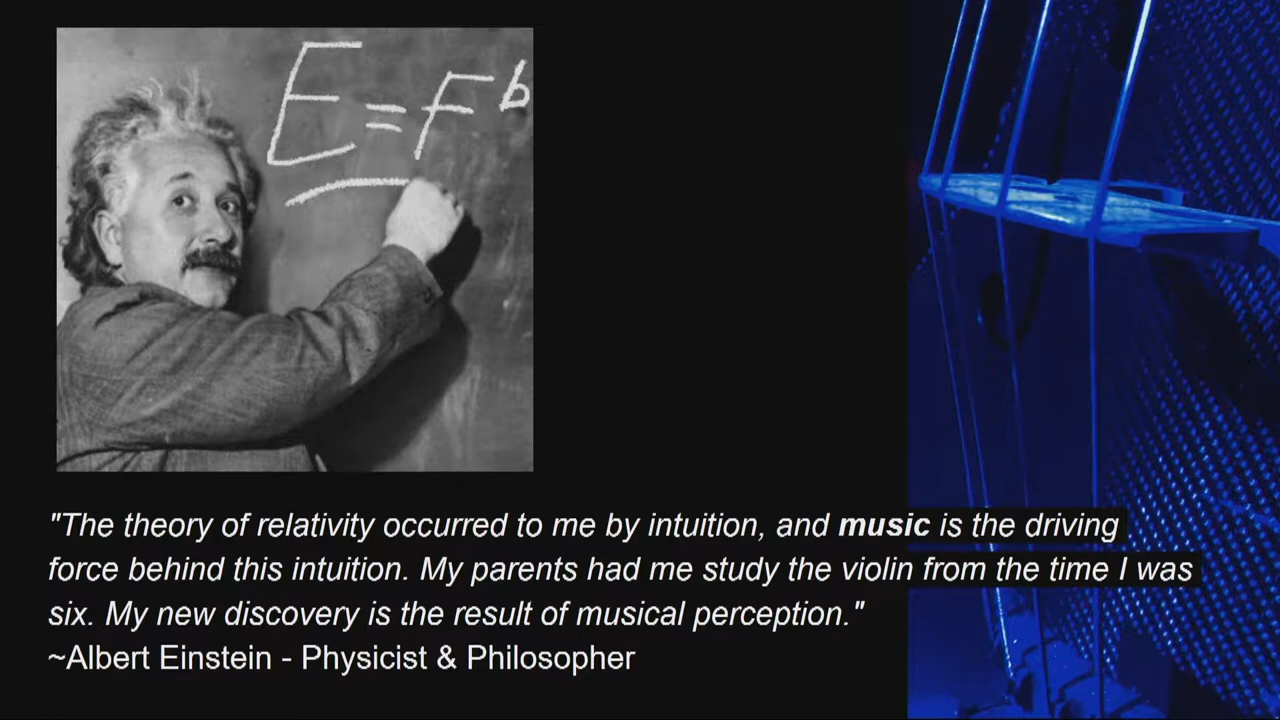 E=F♭
"The theory of relativity occurred to me by intuition, and music is the driving
force behind this intuition. My parents had me study the violin from the time I was
six. My new discovery is the result of musical perception."
~Albert Einstein - Physicist & Philosopher